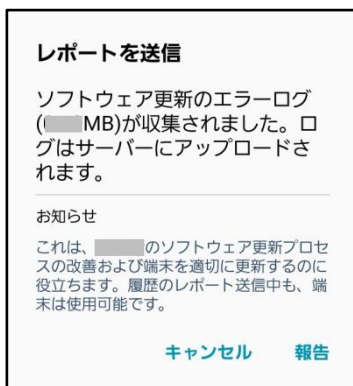 レポートを送信
ソフトウェア更新のエラーログ
( MB)が収集されました。ロ
グはサーバーにアップロードさ
れます。
お知らせ
これは、 のソフトウェア更新プロセ
スの改善および端末を適切に更新するのに
役立ちます。履歴のレポート送信中も、端
末は使用可能です。
キャンセル 報告